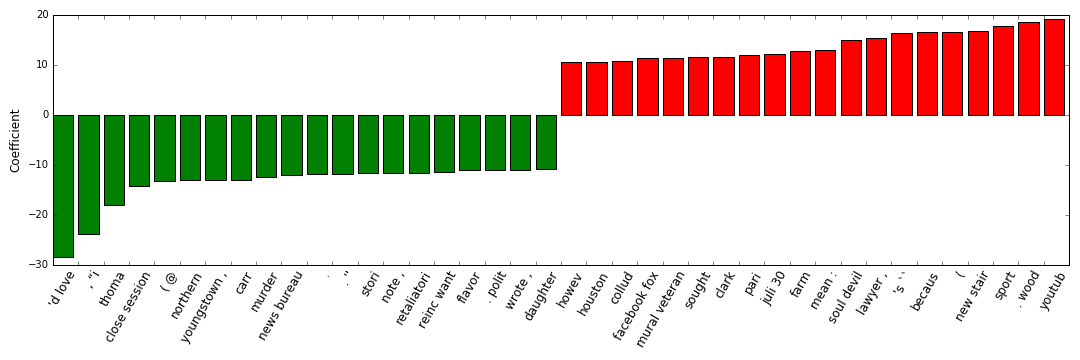 20
10
0
−10
−20
−30
Coefficient
'd love
, “i
thoma
close session
( @
northern
youngstown ,
carr
murder
news bureau
.
. "
stori
note ,
retaliatori
reinc want
flavor
. polit
wrote ,
daughter
howev
houston
collud
facebook fox
mural veteran
sought
clark
pari
juli 30
farm
mean :
soul devil
lawyer ,
's ``
becaus
(
new stair
sport
. wood
youtub